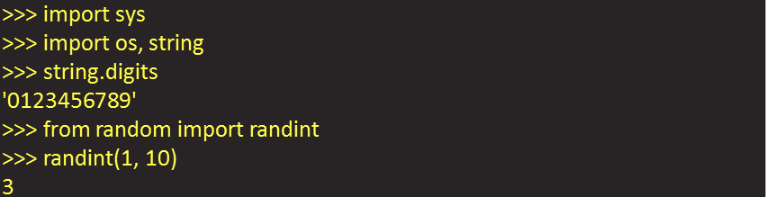 >>> import sys
>>> import os, string
>>> string.digits
'0123456789'
>>> from random import randint
>>> randint(1, 10)
3